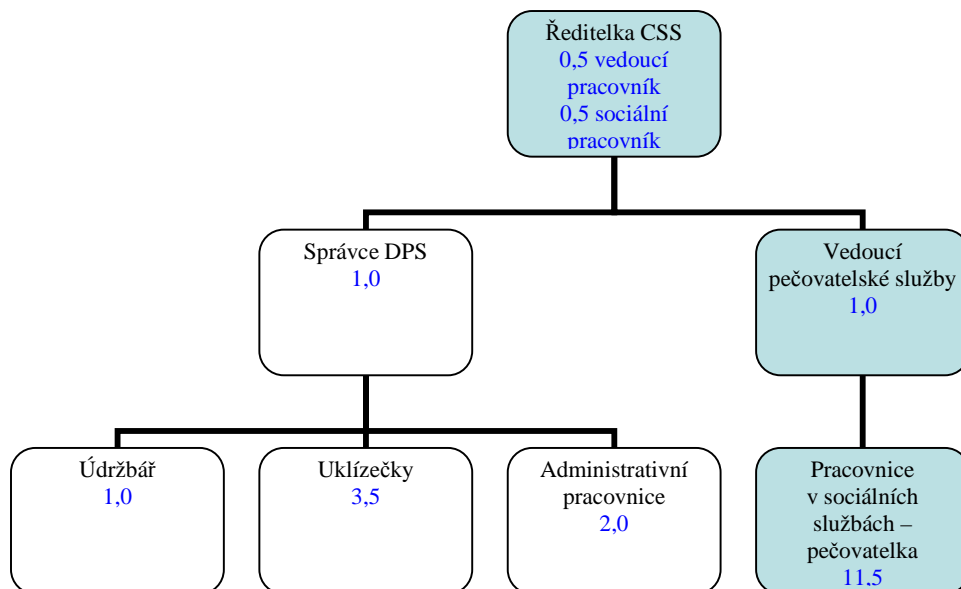 Ředitelka CSS
0,5 vedoucí
pracovník
0,5 sociální
pracovník
Správce DPS
1,0
Vedoucí
pečovatelské služby
1,0
Údržbář
1,0
Uklízečky
3,5
Administrativní
pracovnice
2,0
Pracovnice
v sociálních
službách –
pečovatelka
11,5